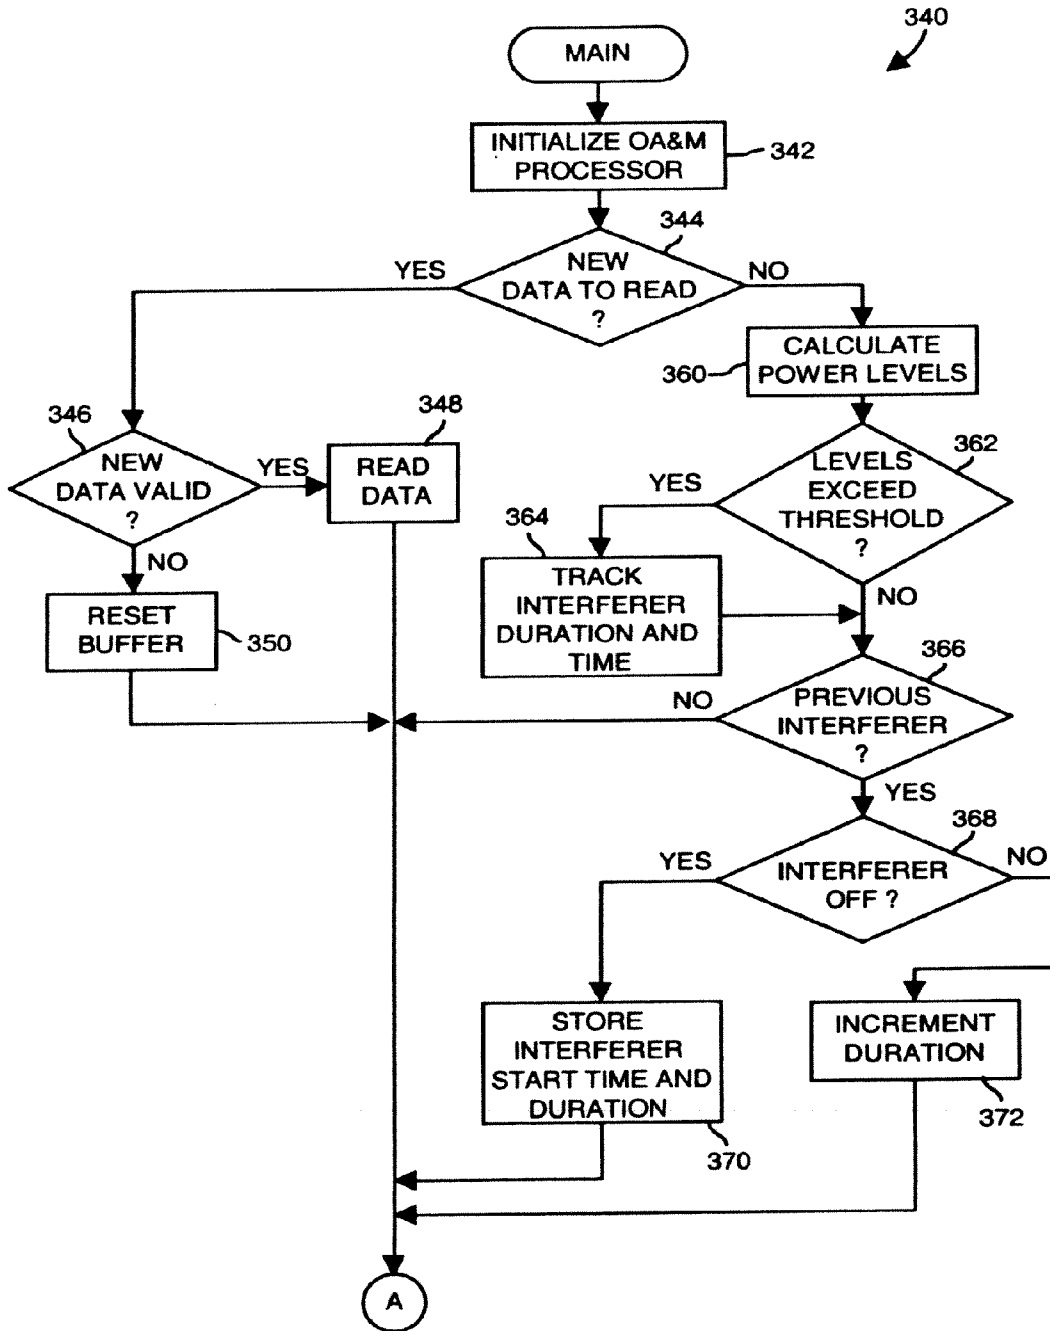 340
MAIN
INITIALIZE OA&M
PROCESSOR
342
344
YES
NEW
DATA TO READ
?
NO
CALCULATE
POWER LEVELS
360
346
NEW
DATA VALID
?
YES
348
READ
DATA
362
LEVELS
EXCEED
THRESHOLD
?
YES
364
NO
RESET
BUFFER
350
TRACK
INTERFERER
DURATION AND
TIME
NO
366
PREVIOUS
INTERFERER
?
NO
YES
368
INTERFERER
OFF ?
YES
NO
STORE
INTERFERER
START TIME AND
DURATION
370
INCREMENT
DURATION
372
A